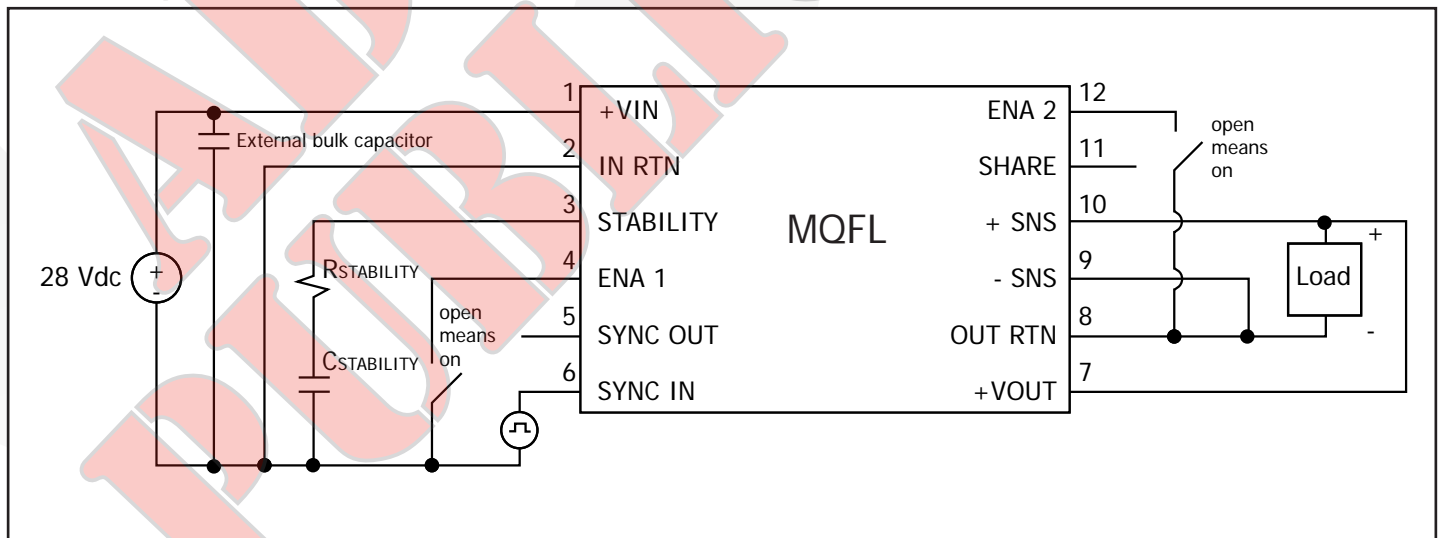 1
+VIN
External bulk capacitor
2
IN RTN
3
STABILITY
RSTABILITY
4
ENA 1
open
means
on
5
SYNC OUT
CSTABILITY
6
SYNC IN
28 Vdc
+
-
MQFL
12
ENA 2
open
means
on
11
SHARE
10
+ SNS
9
- SNS
8
OUT RTN
7
+VOUT
+
Load
-